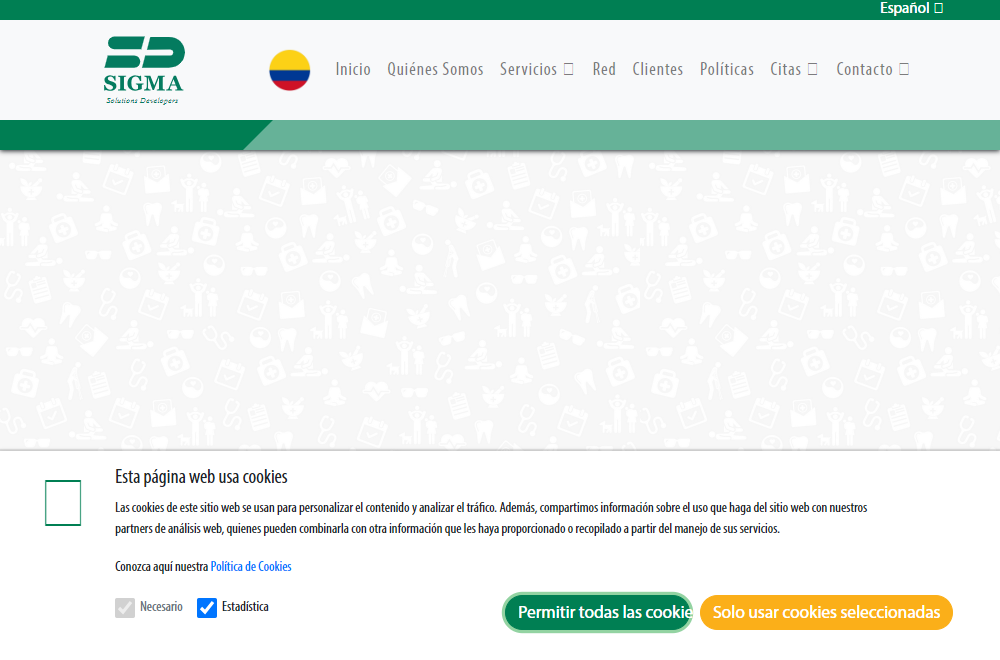 Español
SIGMA
Solutions Developers
Inicio Quiénes Somos Servicios Red Clientes Políticas Citas Contacto
Esta página web usa cookies
Las cookies de este sitio web se usan para personalizar el contenido y analizar el tráfico. Además, compartimos información sobre el uso que haga del sitio web con nuestros
partners de análisis web, quienes pueden combinarla con otra información que les haya proporcionado o recopilado a partir del manejo de sus servicios.
Conozca aquí nuestra Política de Cookies
Necesario Estadística
Permitir todas las cookie
Solo usar cookies seleccionadas